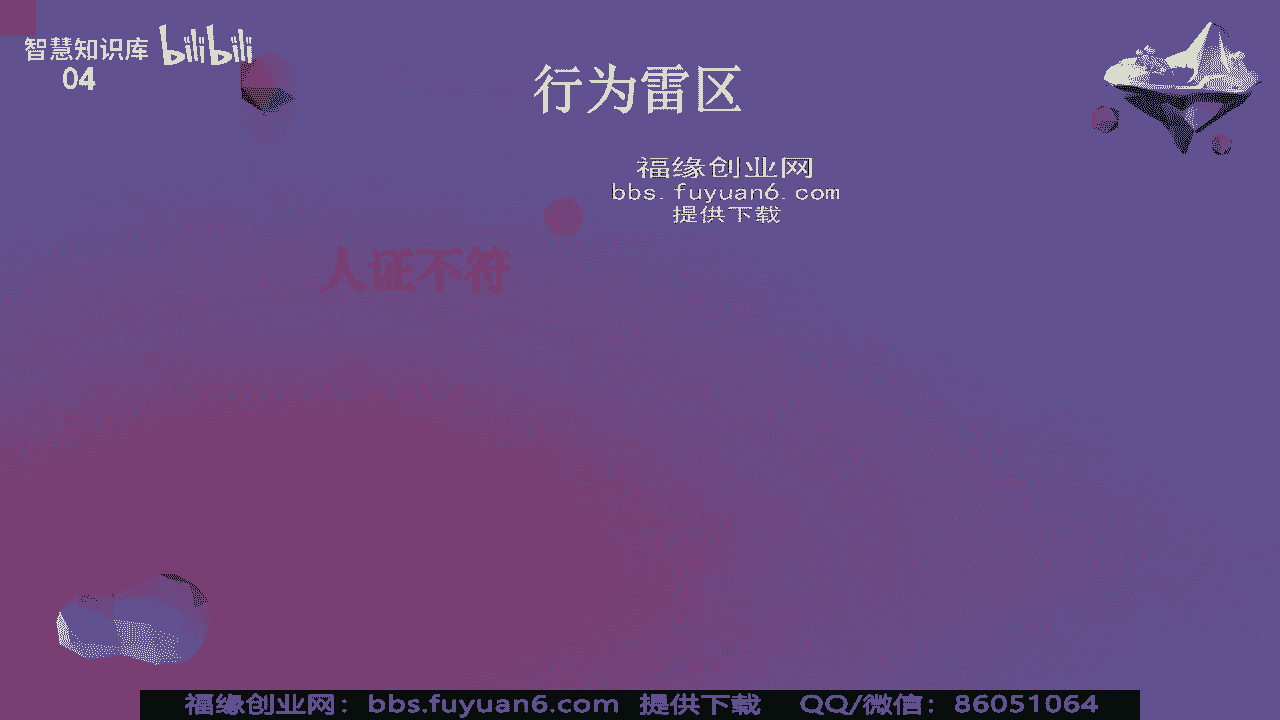 智慧知识库 bilibili
04
行为雷区
福缘创业网
bbs.fuyuan6.com
提供下载
人证不符
福缘创业网：bbs.fuyuan6.com 提供下载 QQ/微信：86051064